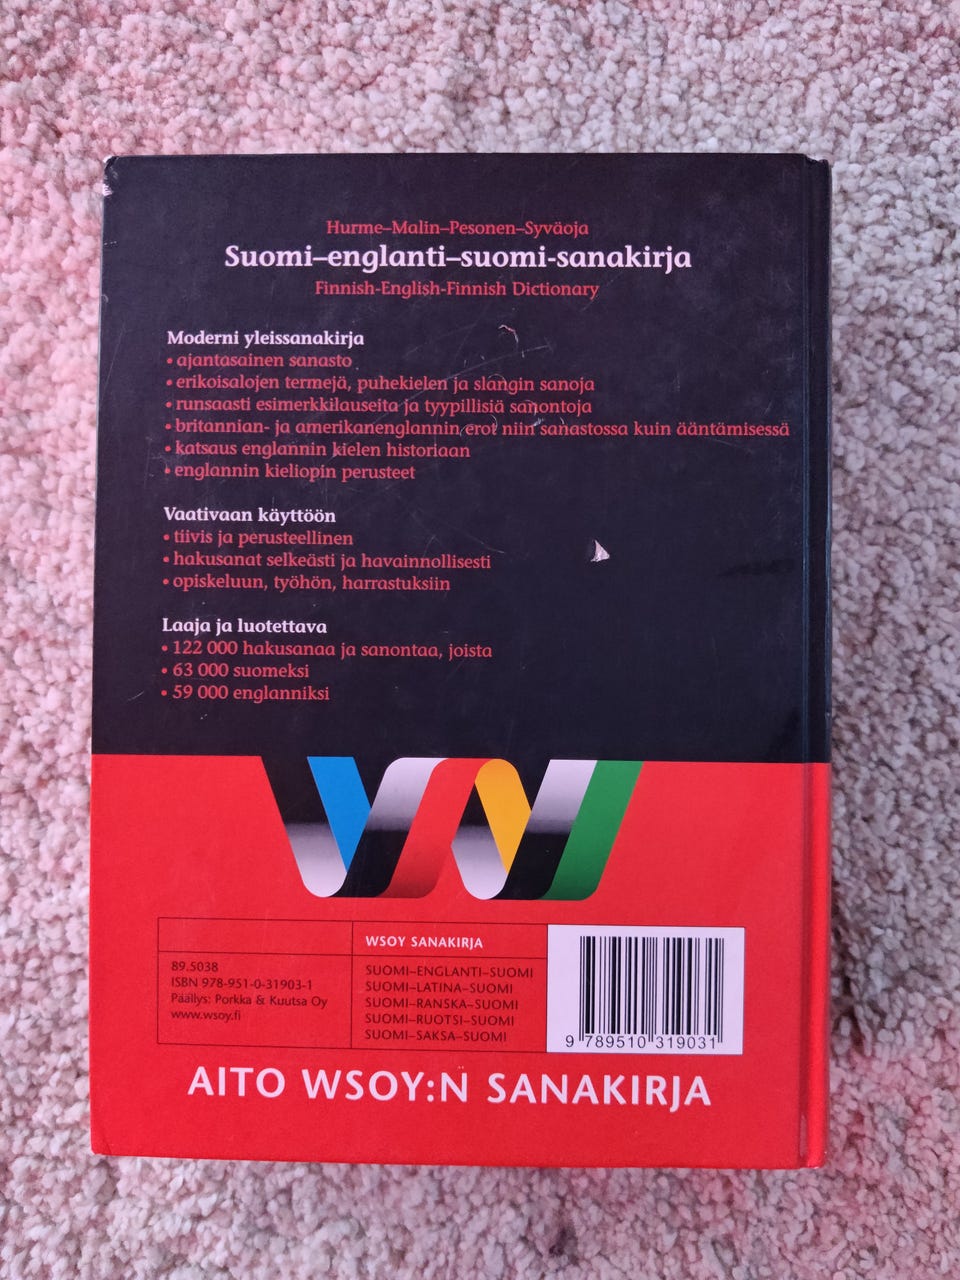 Hurme–Malin–Pesonen–Syväoja
Suomi–englanti–suomi-sanakirja
Finnish-English-Finnish Dictionary
Moderni yleissanakirja
• ajantasainen sanasto
• erikoisalojen termejä, puhekielen ja slangin sanoja
• runsaasti esimerkkilauseita ja tyypillisiä sanontoja
• britannian- ja amerikanenglannin erot niin sanastossa kuin ääntämisessä
• katsaus englannin kielen historiaan
• englannin kieliopin perusteet
Vaativaan käyttöön
• tiivis ja perusteellinen
• hakusanat selkeästi ja havainnollisesti
• opiskeluun, työhön, harrastuksiin
Laaja ja luotettava
• 122 000 hakusanaa ja sanontaa, joista
• 63 000 suomeksi
• 59 000 englanniksi
89.5038
ISBN 978-951-0-31903-1
Päällys: Porkka & Kuutsa Oy
www.wsoy.fi
WSOY SANAKIRJA
SUOMI–ENGLANTI–SUOMI
SUOMI–LATINA–SUOMI
SUOMI–RANSKA–SUOMI
SUOMI–RUOTSI–SUOMI
SUOMI–SAKSA–SUOMI
9 789510 319031
AITO WSOY:N SANAKIRJA